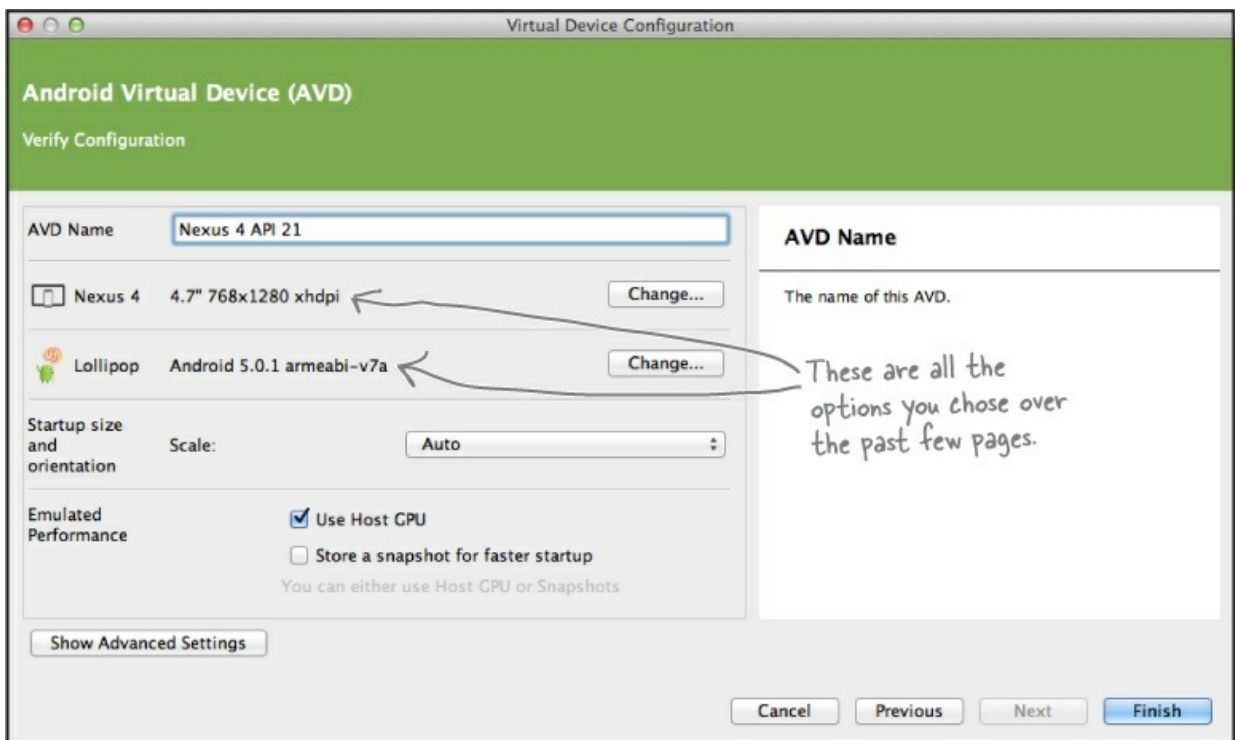 Virtual Device Configuration
Android Virtual Device (AVD)
Verify Configuration
AVD Name
Nexus 4 API 21
Nexus 4
4.7" 768x1280 xhdpi
Change...
Lollipop
Android 5.0.1 armeabi-v7a
Change...
Startup size
and
orientation
Scale:
Auto
Emulated
Performance
Use Host GPU
Store a snapshot for faster startup
You can either use Host GPU or Snapshots
Show Advanced Settings
AVD Name
The name of this AVD.
These are all the
options you chose over
the past few pages.
Cancel
Previous
Next
Finish